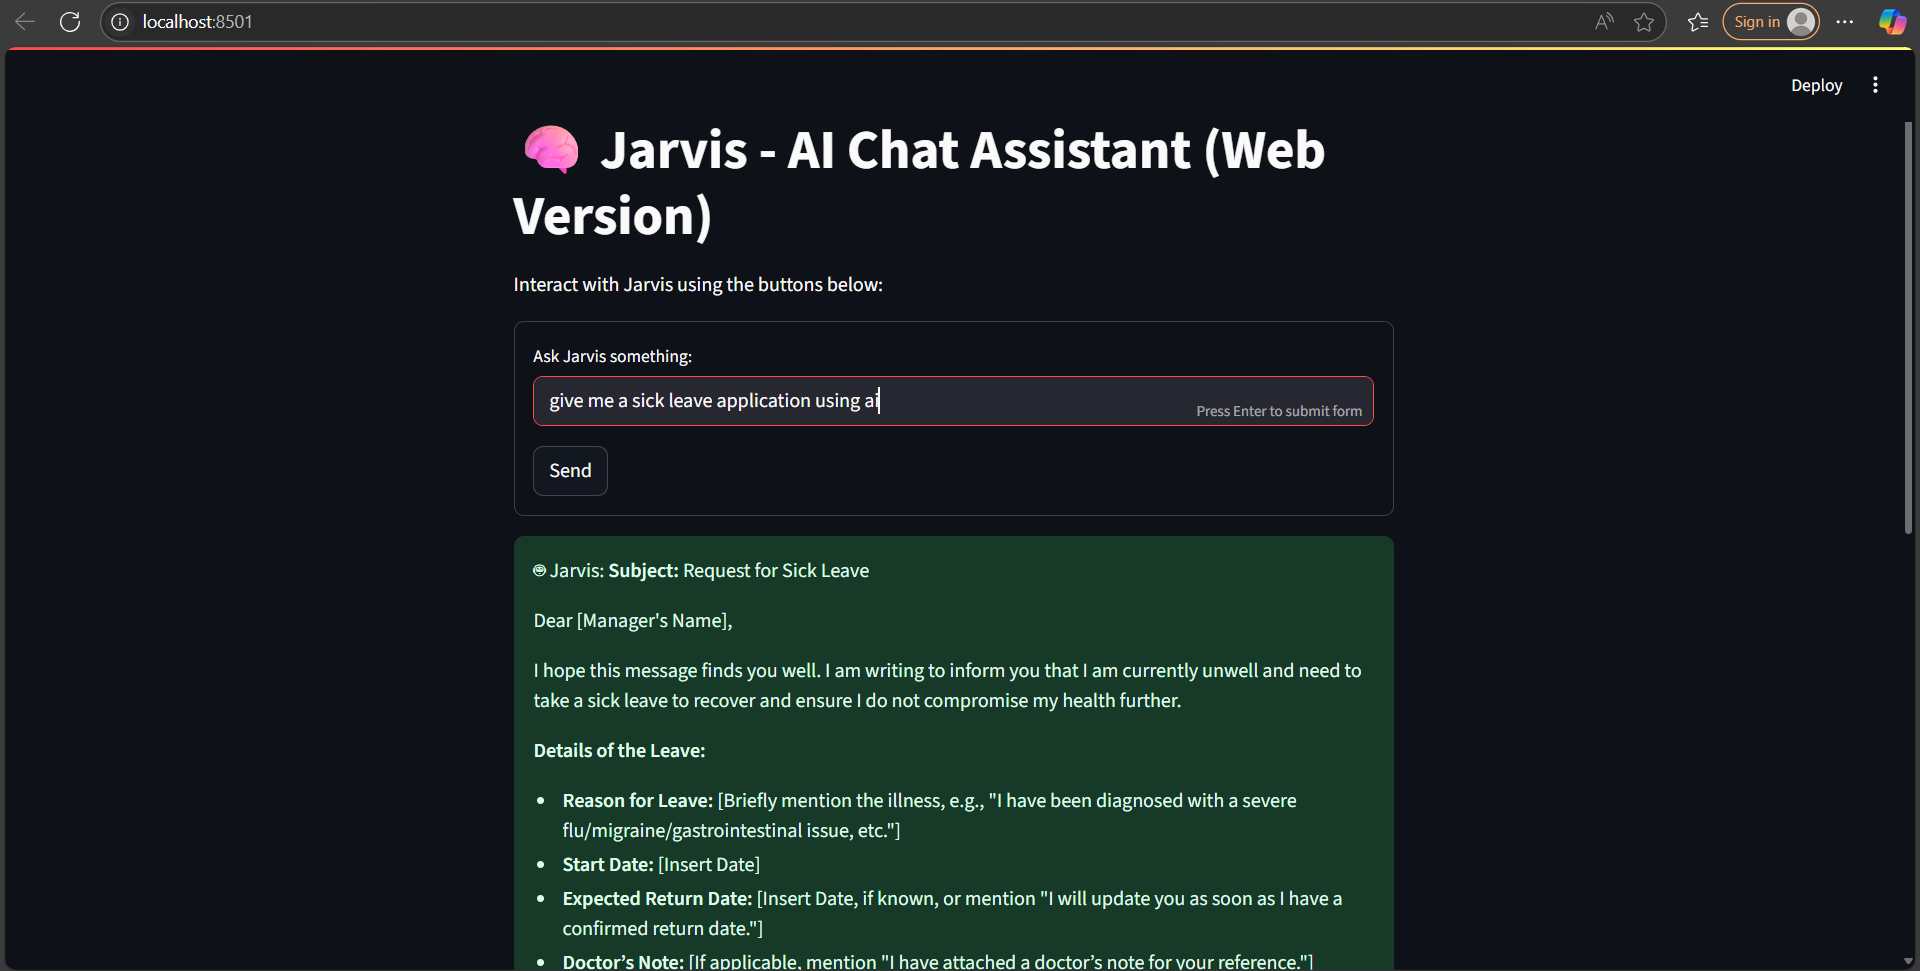 localhost:8501
Sign in
Deploy
Jarvis - AI Chat Assistant (Web
Version)
Interact with Jarvis using the buttons below:
Ask Jarvis something:
give me a sick leave application using ai
Press Enter to submit form
Send
Jarvis: Subject: Request for Sick Leave
Dear [Manager's Name],
I hope this message finds you well. I am writing to inform you that I am currently unwell and need to
take a sick leave to recover and ensure I do not compromise my health further.
Details of the Leave:
• Reason for Leave: [Briefly mention the illness, e.g., "I have been diagnosed with a severe
flu/migraine/gastrointestinal issue, etc."]
• Start Date: [Insert Date]
• Expected Return Date: [Insert Date, if known, or mention "I will update you as soon as I have a
confirmed return date."]
• Doctor’s Note: [If applicable, mention "I have attached a doctor’s note for your reference."]